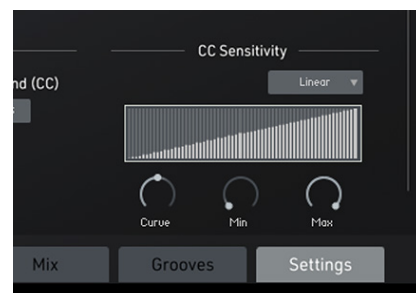 CC Sensitivity
nd (CC)
Linear
Curve
Min
Max
Mix
Grooves
Settings